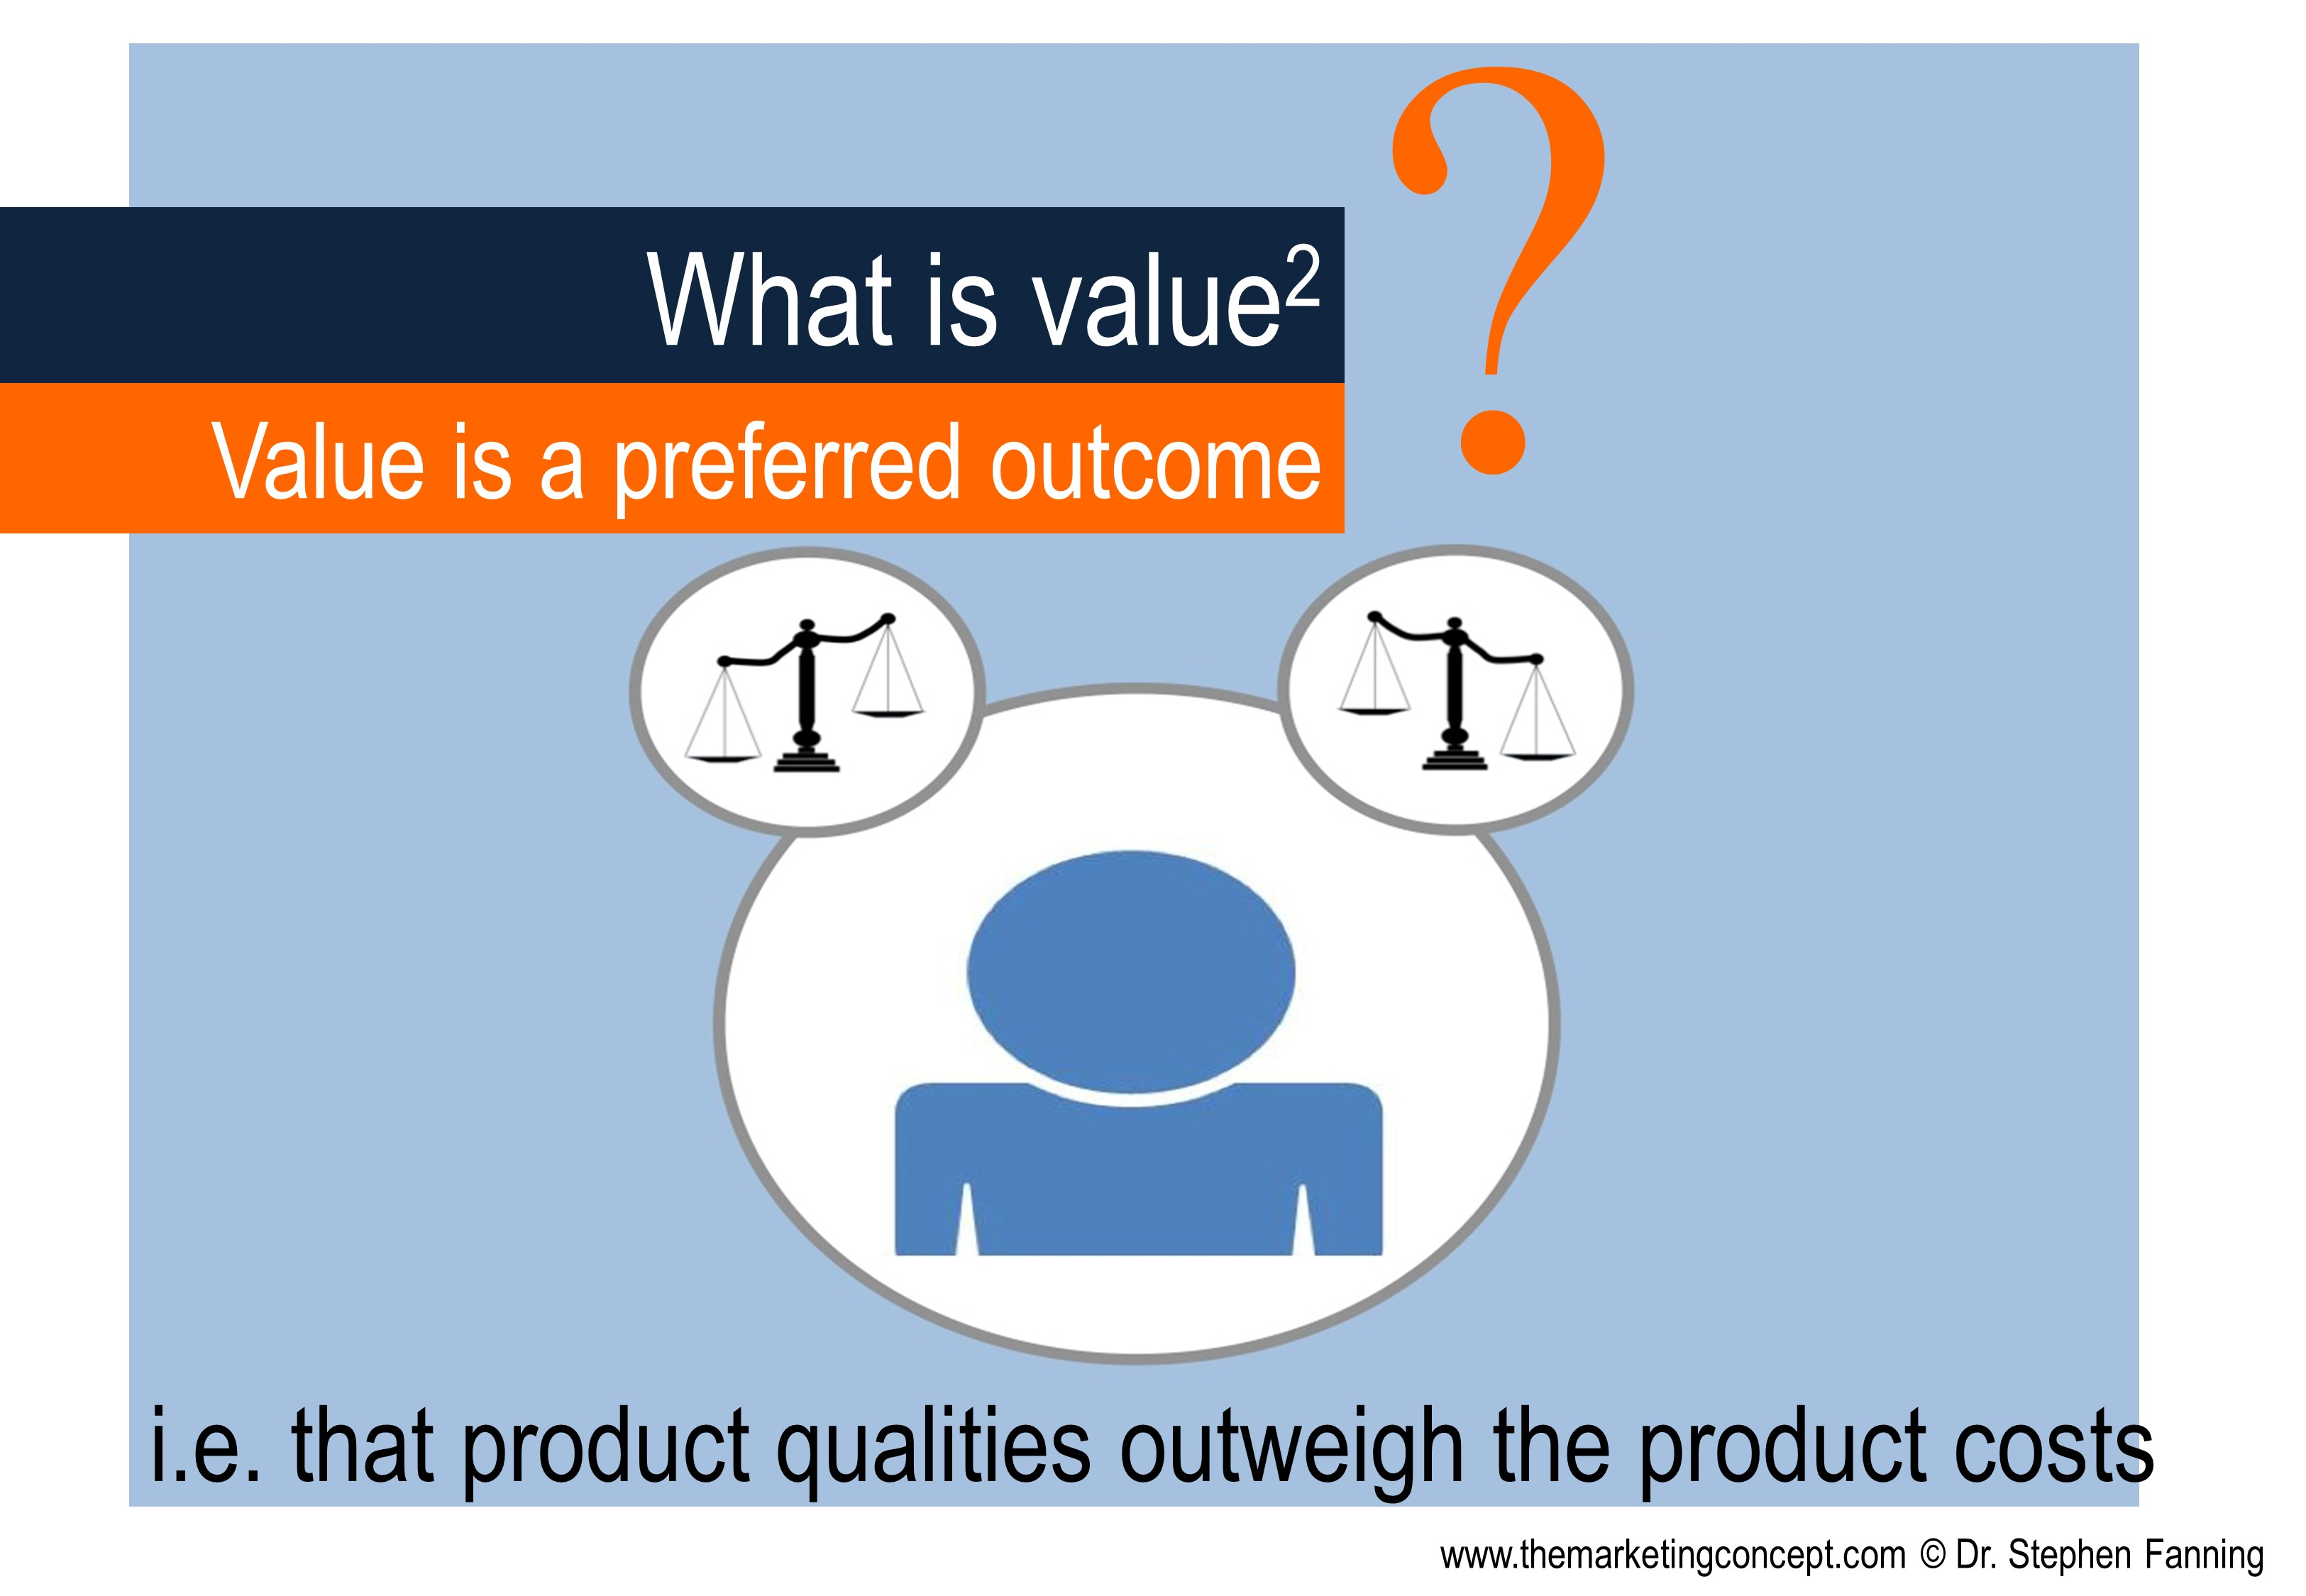 What is value²
?
Value is a preferred outcome
i.e. that product qualities outweigh the product costs
www.themarketingconcept.com © Dr. Stephen Fanning